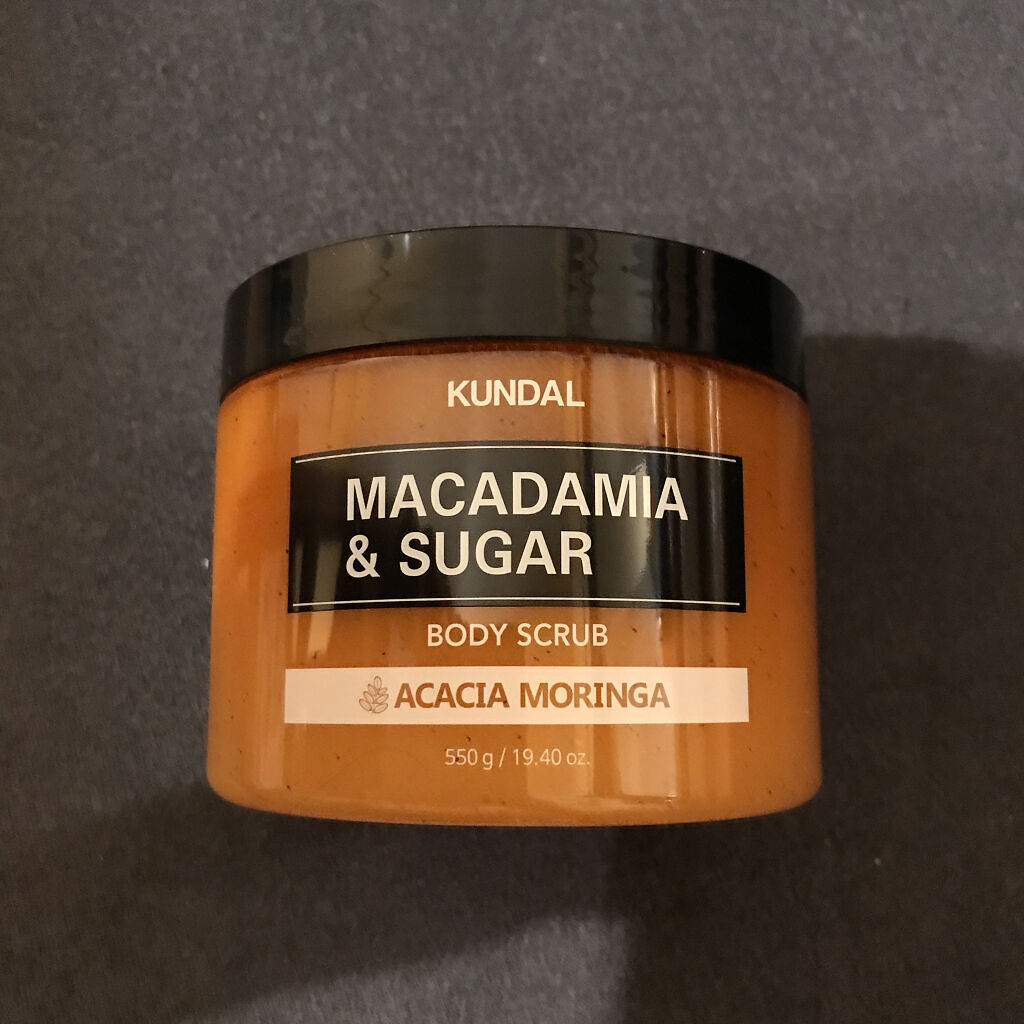 KUNDAL
MACADAMIA
& SUGAR
BODY SCRUB
ACACIA MORINGA
550 g / 19.40 oz.